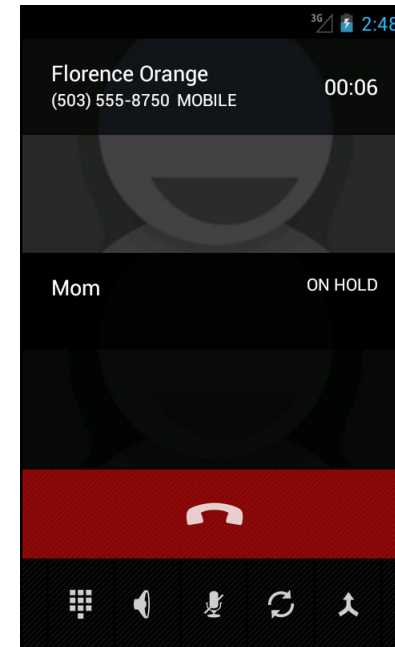 3G 2:48
Florence Orange
00:06
(503) 555-8750 MOBILE
Mom
ON HOLD